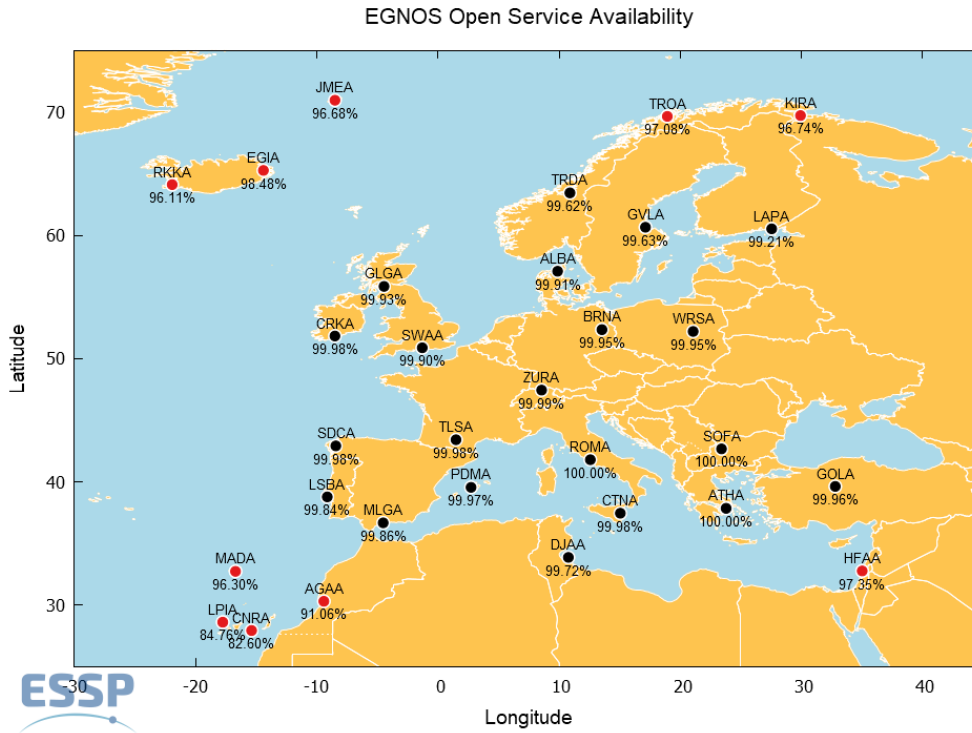 EGNOS Open Service Availability
JMEA
96.68%
TROA
97.08%
KIRA
96.74%
EGIA
98.48%
RKKA
96.11%
TRDA
99.62%
GVLA
99.63%
LAPA
99.21%
ALBA
99.91%
GLGA
99.93%
CRKA
99.98%
SWAA
99.90%
BRNA
99.95%
WRSA
99.95%
ZURA
99.99%
SDCA
99.98%
TLSA
99.98%
ROMA
100.00%
SOFA
100.00%
LSBA
99.84%
PDMA
99.97%
GOLA
99.96%
MLGA
99.86%
CTNA
99.98%
ATHA
100.00%
DJAA
99.72%
MADA
96.30%
HFAA
97.35%
AGAA
91.06%
LPIA
84.76%
CNRA
82.60%
70
60
50
40
30
Latitude
-30 -20 -10 0 10 20 30 40
Longitude
ESSP